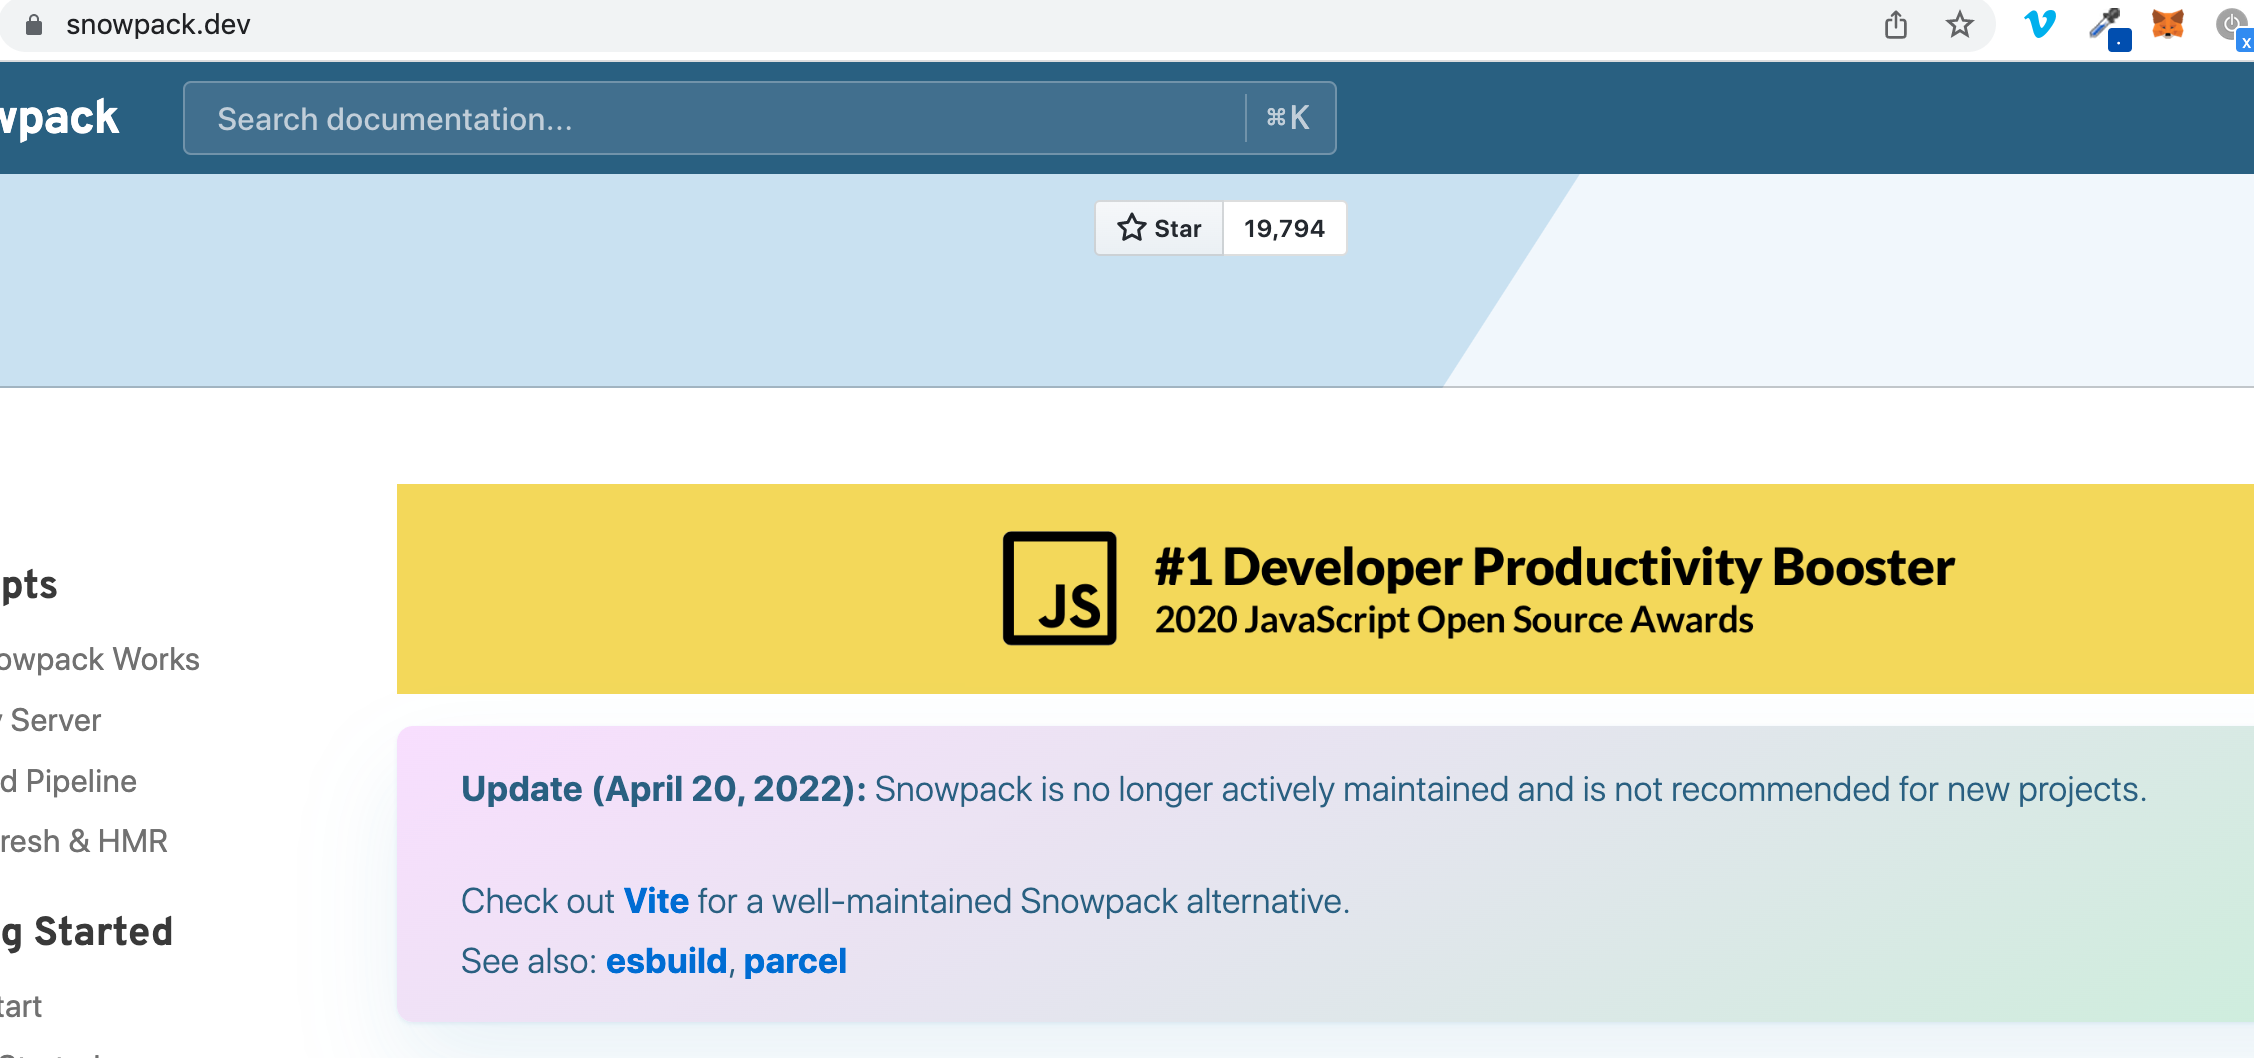 snowpack.dev
wpack
Search documentation...
⌘K
Star
19,794
JS
#1 Developer Productivity Booster
2020 JavaScript Open Source Awards
pts
owpack Works
Server
d Pipeline
resh & HMR
g Started
tart
Update (April 20, 2022): Snowpack is no longer actively maintained and is not recommended for new projects.
Check out Vite for a well-maintained Snowpack alternative.
See also: esbuild, parcel